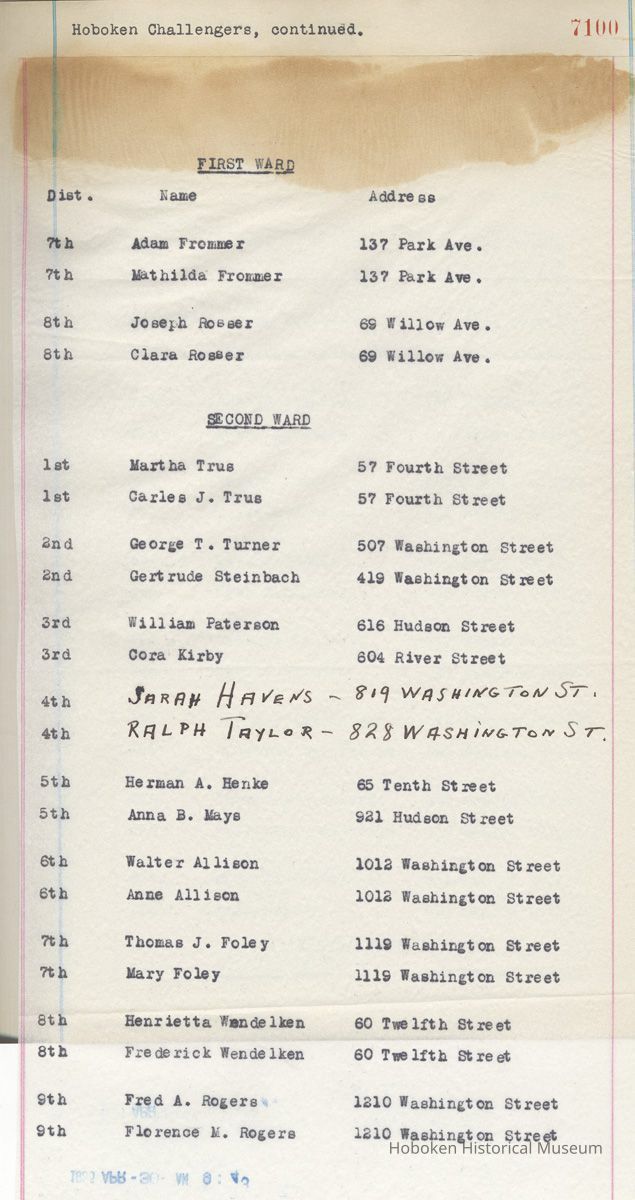 Hoboken Challengers, continued. 7100
FIRST WARD
Dist. Name Address
7th Adam Frommer 137 Park Ave.
7th Mathilda Frommer 137 Park Ave.
8th Joseph Rosser 69 Willow Ave.
8th Clara Rosser 69 Willow Ave.
SECOND WARD
1st Martha Trus 57 Fourth Street
1st Carles J. Trus 57 Fourth Street
2nd George T. Turner 507 Washington Street
2nd Gertrude Steinbach 419 Washington Street
3rd William Paterson 616 Hudson Street
3rd Cora Kirby 604 River Street
4th SARAH HAVENS - 819 WASHINGTON ST.
4th RALPH TAYLOR - 828 WASHINGTON ST.
5th Herman A. Henke 65 Tenth Street
5th Anna B. Mays 921 Hudson Street
6th Walter Allison 1012 Washington Street
6th Anne Allison 1012 Washington Street
7th Thomas J. Foley 1119 Washington Street
7th Mary Foley 1119 Washington Street
8th Henrietta Wendelken 60 Twelfth Street
8th Frederick Wendelken 60 Twelfth Street
9th Fred A. Rogers 1210 Washington Street
9th Florence M. Rogers 1210 Washington Street
Hoboken Historical Museum